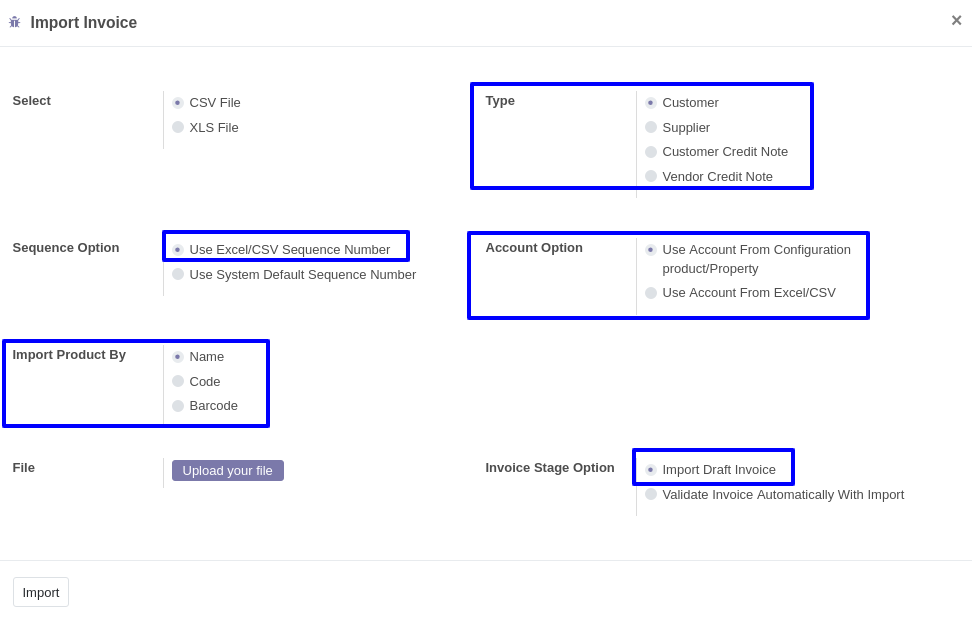 Import Invoice
×
Select
CSV File
XLS File
Type
Customer
Supplier
Customer Credit Note
Vendor Credit Note
Sequence Option
Use Excel/CSV Sequence Number
Use System Default Sequence Number
Account Option
Use Account From Configuration
product/Property
Use Account From Excel/CSV
Import Product By
Name
Code
Barcode
File
Upload your file
Invoice Stage Option
Import Draft Invoice
Validate Invoice Automatically With Import
Import